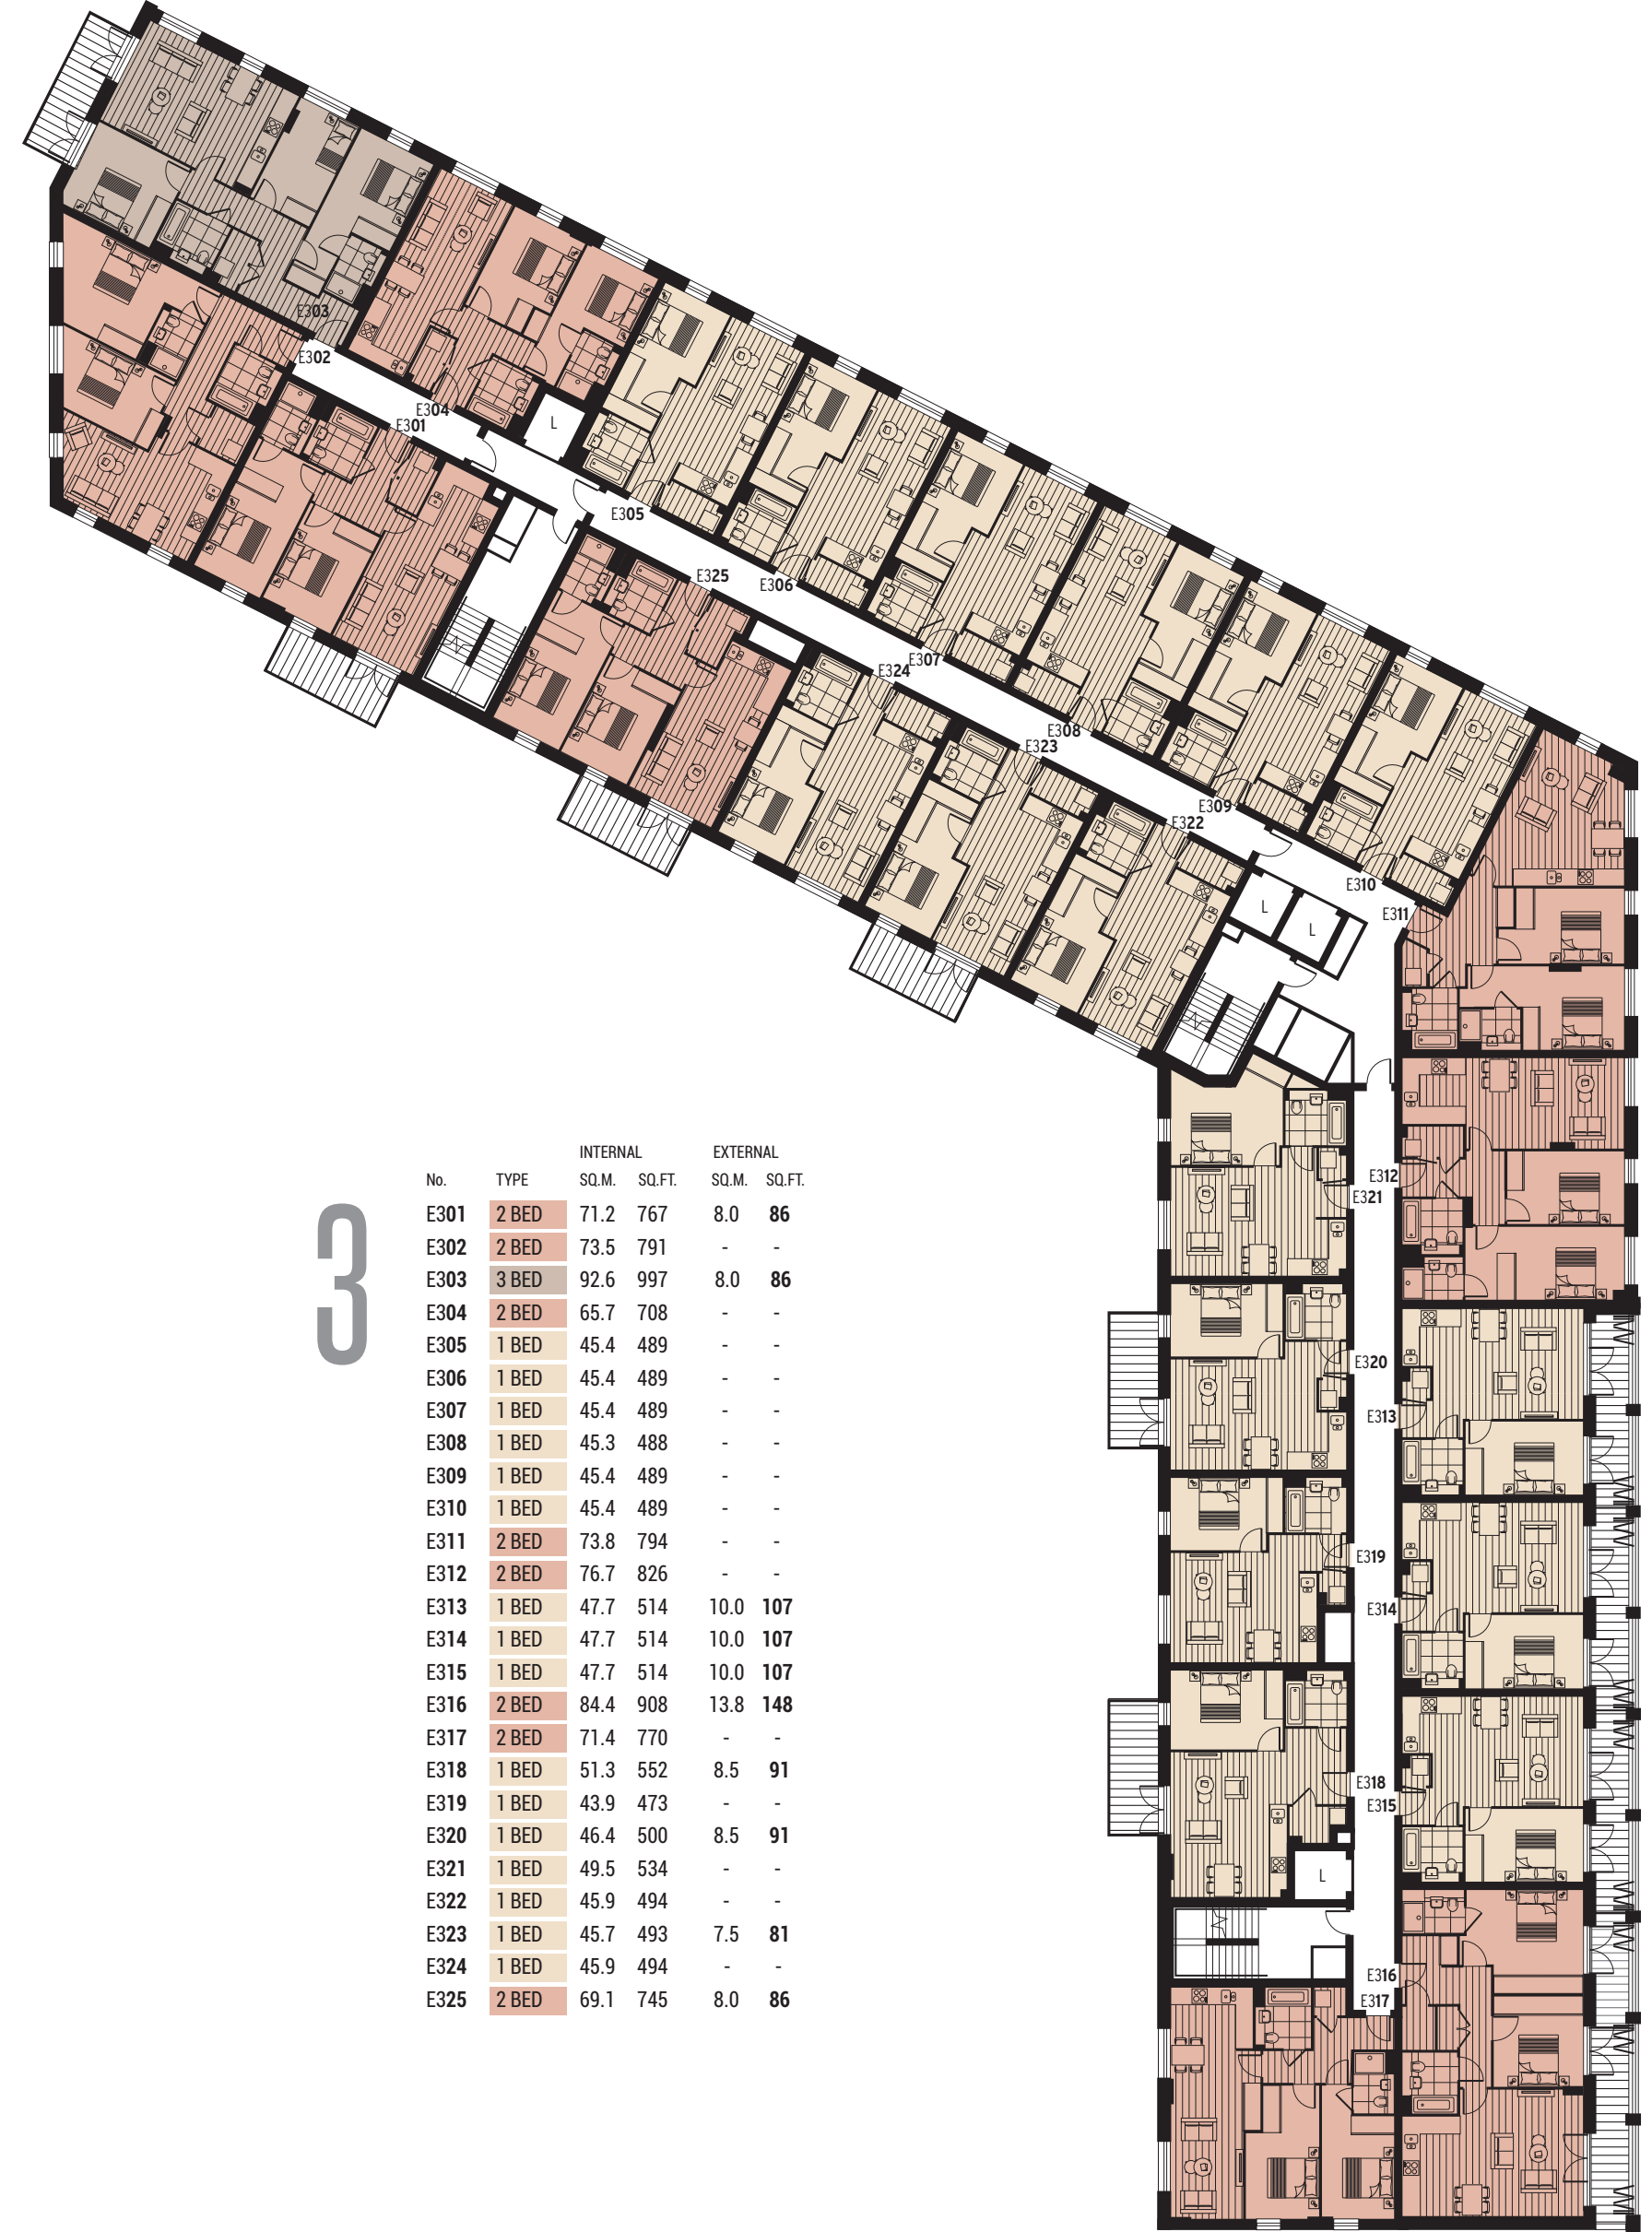 E303
E302
E304
E301
L
E305
E325
E306
E307
E324
E308
E323
E309
E322
E310
L
E311
L
E312
E321
E320
E313
E319
E314
E318
E315
L
E316
E317
3
INTERNAL EXTERNAL
No. TYPE SQ.M. SQ.FT. SQ.M. SQ.FT.
E301 2 BED 71.2 767 8.0 86
E302 2 BED 73.5 791 - -
E303 3 BED 92.6 997 8.0 86
E304 2 BED 65.7 708 - -
E305 1 BED 45.4 489 - -
E306 1 BED 45.4 489 - -
E307 1 BED 45.4 489 - -
E308 1 BED 45.3 488 - -
E309 1 BED 45.4 489 - -
E310 1 BED 45.4 489 - -
E311 2 BED 73.8 794 - -
E312 2 BED 76.7 826 - -
E313 1 BED 47.7 514 10.0 107
E314 1 BED 47.7 514 10.0 107
E315 1 BED 47.7 514 10.0 107
E316 2 BED 84.4 908 13.8 148
E317 2 BED 71.4 770 - -
E318 1 BED 51.3 552 8.5 91
E319 1 BED 43.9 473 - -
E320 1 BED 46.4 500 8.5 91
E321 1 BED 49.5 534 - -
E322 1 BED 45.9 494 - -
E323 1 BED 45.7 493 7.5 81
E324 1 BED 45.9 494 - -
E325 2 BED 69.1 745 8.0 86